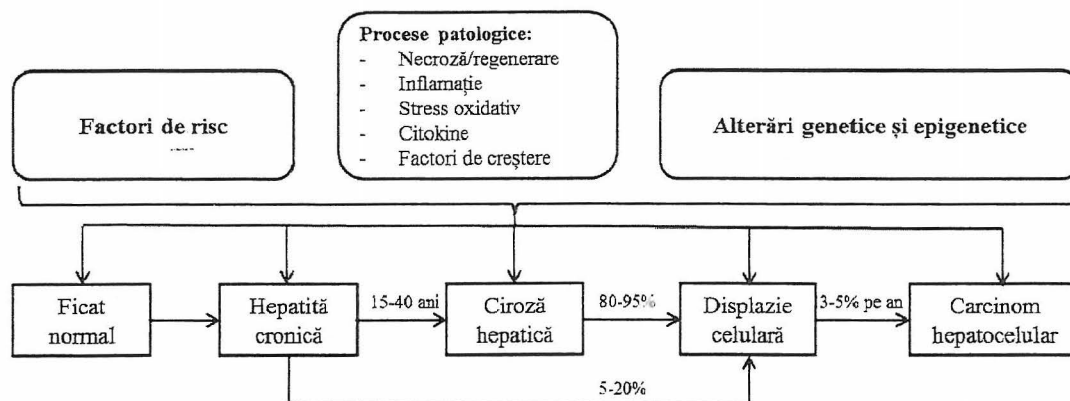 Procese patologice:
- Necroză/regenerare
- Inflamație
- Stress oxidativ
- Citokine
- Factori de creștere
Factori de risc
Alterări genetice și epigenetice
Ficat
normal
Hepatită
cronică
15-40 ani
Ciroză
hepatică
80-95%
Displazie
celulară
3-5% pe an
Carcinom
hepatocelular
5-20%